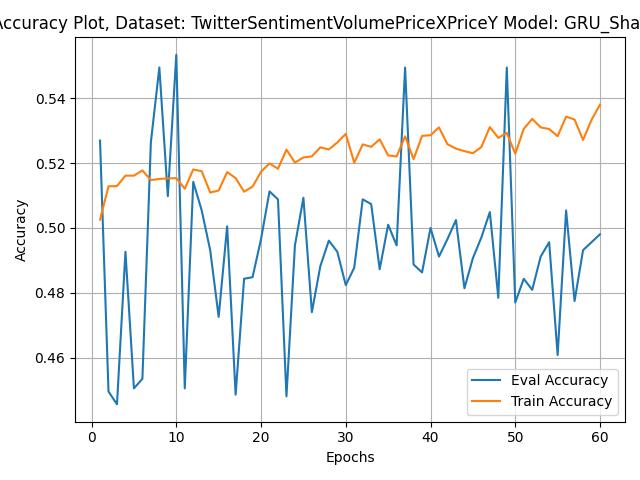 Accuracy Plot, Dataset: TwitterSentimentVolumePriceXPriceY Model: GRU_Sha
0.54
0.52
0.50
0.48
0.46
Accuracy
0 10 20 30 40 50 60
Epochs
Eval Accuracy
Train Accuracy